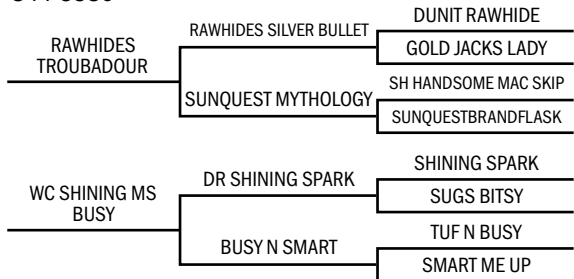 DUNIT RAWHIDE
RAWHIDES SILVER BULLET
RAWHIDES
TROUBADOUR
GOLD JACKS LADY
SH HANDSOME MAC SKIP
SUNQUEST MYTHOLOGY
SUNQUESTBRANDFLASK
SHINING SPARK
DR SHINING SPARK
WC SHINING MS
BUSY
SUGS BITSY
TUF N BUSY
BUSY N SMART
SMART ME UP